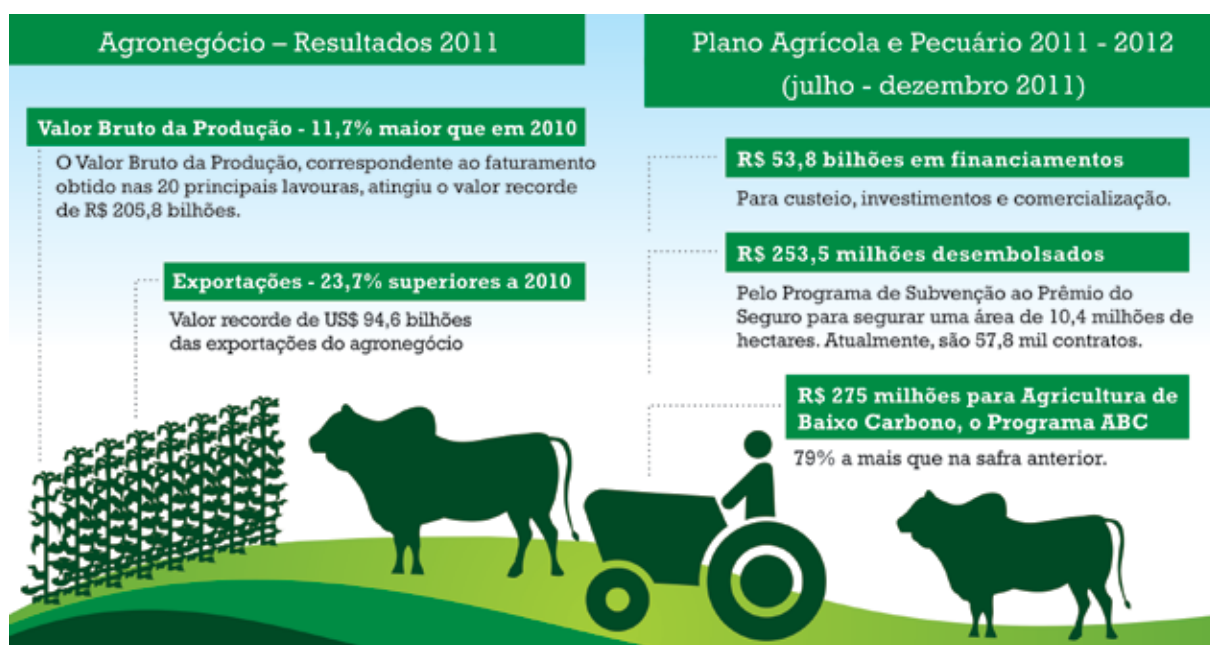 Agronegócio – Resultados 2011
Valor Bruto da Produção - 11,7% maior que em 2010
O Valor Bruto da Produção, correspondente ao faturamento
obtido nas 20 principais lavouras, atingiu o valor recorde
de R$ 205,8 bilhões.
Exportações - 23,7% superiores a 2010
Valor recorde de US$ 94,6 bilhões
das exportações do agronegócio
Plano Agrícola e Pecuário 2011 - 2012
(julho - dezembro 2011)
R$ 53,8 bilhões em financiamentos
Para custeio, investimentos e comercialização.
R$ 253,5 milhões desembolsados
Pelo Programa de Subvenção ao Prêmio do
Seguro para segurar uma área de 10,4 milhões de
hectares. Atualmente, são 57,8 mil contratos.
R$ 275 milhões para Agricultura de
Baixo Carbono, o Programa ABC
79% a mais que na safra anterior.